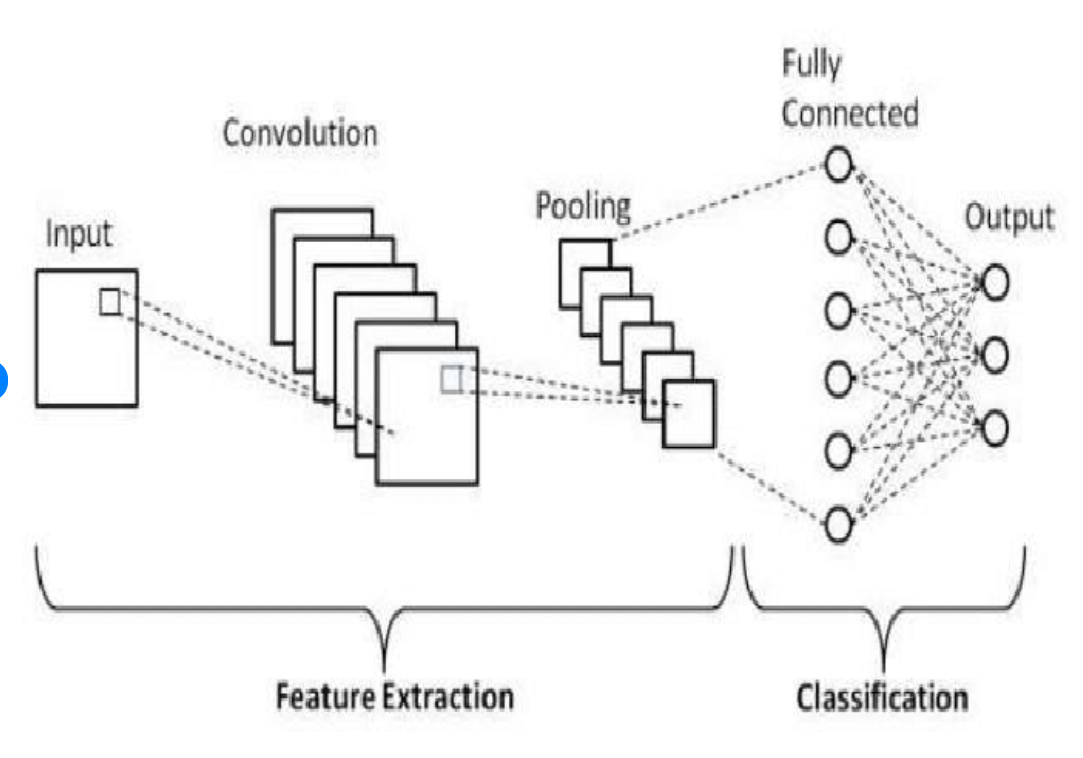 Input
Convolution
Pooling
Fully
Connected
Output
Feature Extraction
Classification